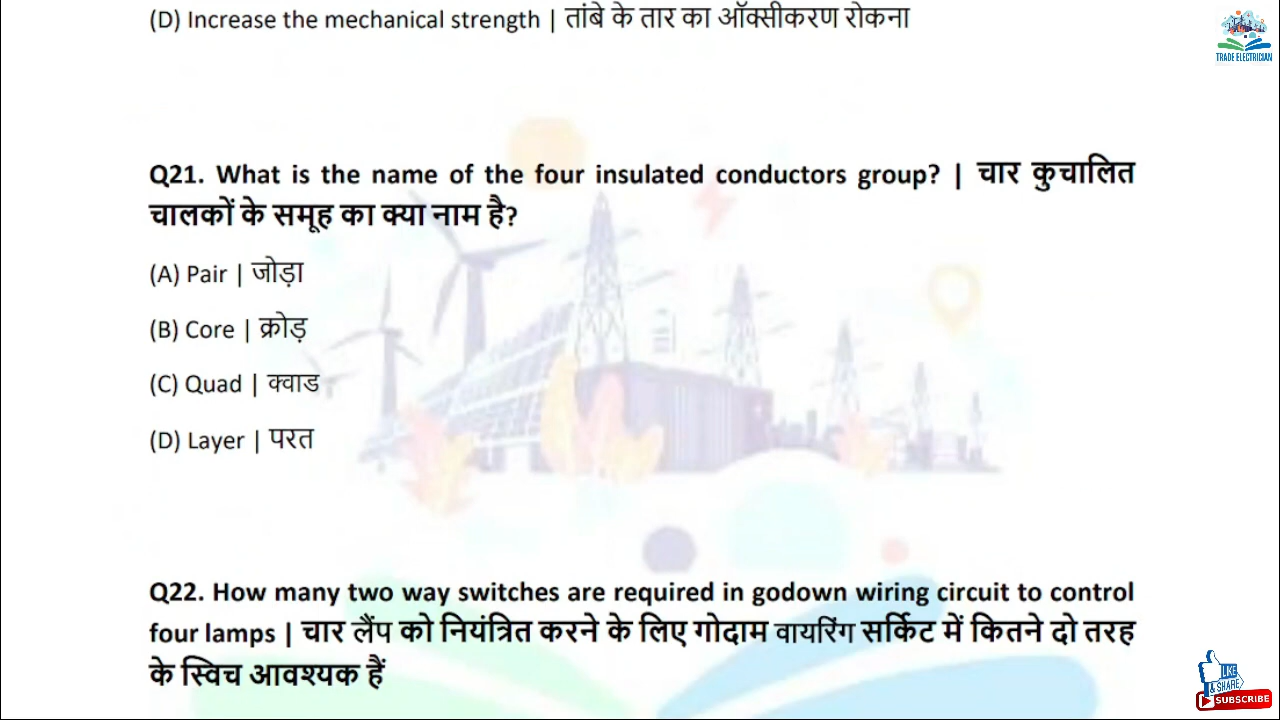 (D) Increase the mechanical strength | तांबे के तार का ऑक्सीकरण रोकना
TRADE ELECTRICIAN
Q21. What is the name of the four insulated conductors group? | चार कुचालित
चालकों के समूह का क्या नाम है?
(A) Pair | जोड़ा
(B) Core | क्रोड़
(C) Quad | क्वाड
(D) Layer | परत
Q22. How many two way switches are required in godown wiring circuit to control
four lamps | चार लैंप को नियंत्रित करने के लिए गोदाम वायरिंग सर्किट में कितने दो तरह
के स्विच आवश्यक हैं
LIKE
& SHARE
SUBSCRIBE